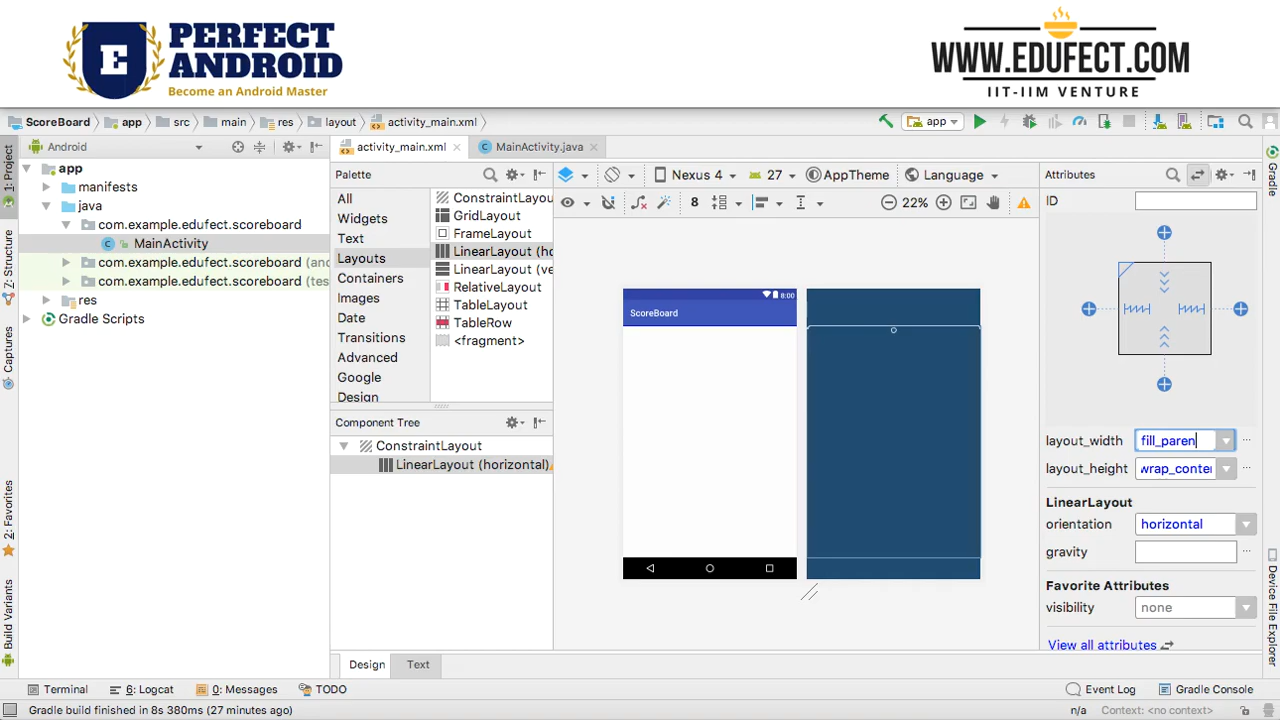 E
PERFECT
ANDROID
Become an Android Master
WWW.EDUFECT.COM
IIT-IIM VENTURE
ScoreBoard
app
src
main
res
layout
activity_main.xml
app
Android
activity_main.xml
MainActivity.java
1: Project
Z: Structure
Captures
2: Favorites
Build Variants
app
manifests
java
com.example.edufect.scoreboard
C MainActivity
com.example.edufect.scoreboard (and
com.example.edufect.scoreboard (tes
res
Gradle Scripts
Palette
All
Widgets
Text
Layouts
Containers
Images
Date
Transitions
Advanced
Google
Design
ConstraintLayou
GridLayout
FrameLayout
LinearLayout (ho
LinearLayout (ve
RelativeLayout
TableLayout
TableRow
<fragment>
Component Tree
ConstraintLayout
LinearLayout (horizontal)
Nexus 4
27
AppTheme
Language
8
22%
8:00
ScoreBoard
Attributes
ID
layout_width
fill_paren
layout_height
wrap_conte
LinearLayout
orientation
horizontal
gravity
Favorite Attributes
visibility
none
View all attributes
Gradle
Device File Explorer
Design
Text
Terminal
6: Logcat
0: Messages
TODO
Event Log
Gradle Console
Gradle build finished in 8s 380ms (27 minutes ago)
n/a
Context: <no context>